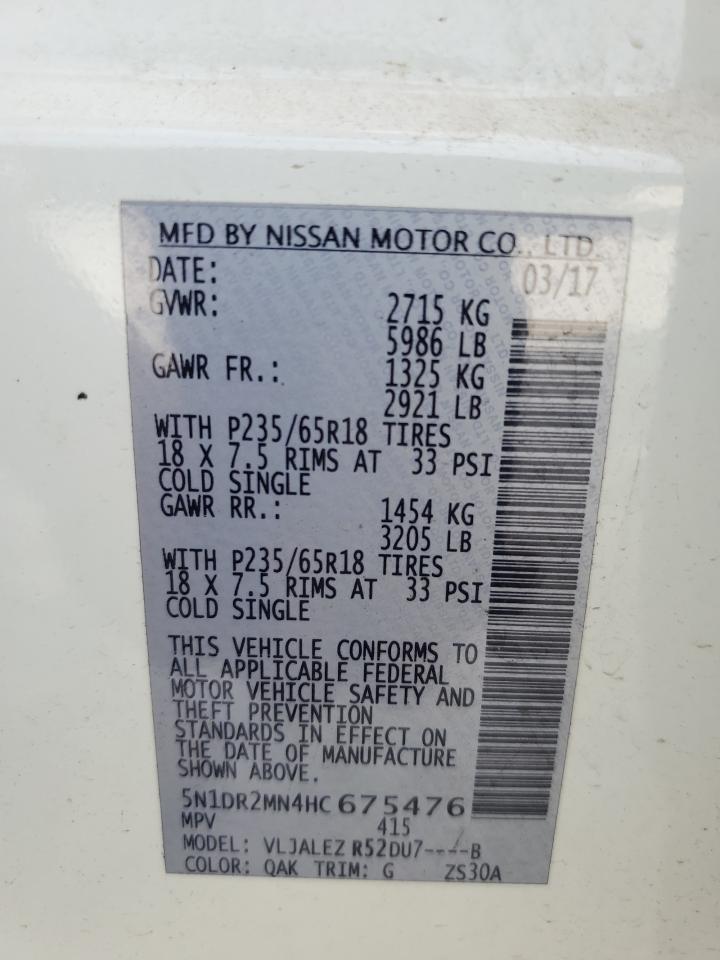 MFD BY NISSAN MOTOR CO., LTD.
DATE: 03/17
GVWR: 2715 KG
5986 LB
GAWR FR.: 1325 KG
2921 LB
WITH P235/65R18 TIRES
18 X 7.5 RIMS AT 33 PSI
COLD SINGLE
GAWR RR.: 1454 KG
3205 LB
WITH P235/65R18 TIRES
18 X 7.5 RIMS AT 33 PSI
COLD SINGLE
THIS VEHICLE CONFORMS TO
ALL APPLICABLE FEDERAL
MOTOR VEHICLE SAFETY AND
THEFT PREVENTION
STANDARDS IN EFFECT ON
THE DATE OF MANUFACTURE
SHOWN ABOVE.
5N1DR2MN4HC675476
MPV 415
MODEL: VLJALEZ R52DU7----B
COLOR: QAK TRIM: G ZS30A